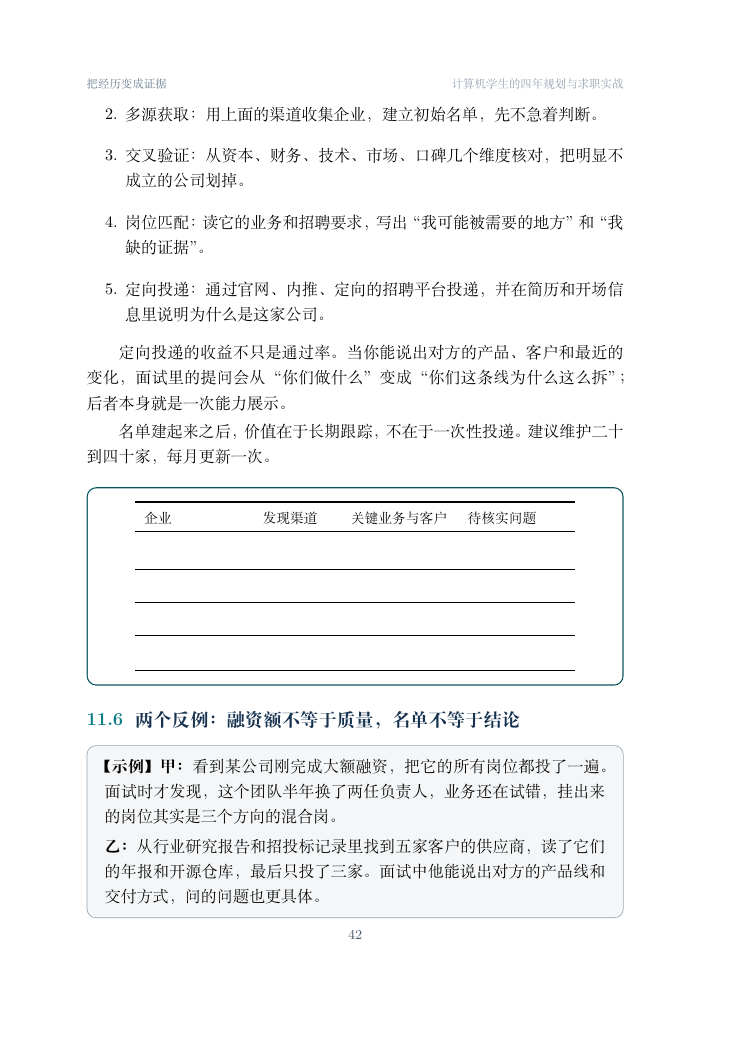 把经历变成证据 计算机学生的四年规划与求职实战
2. 多源获取：用上面的渠道收集企业，建立初始名单，先不急着判断。
3. 交叉验证：从资本、财务、技术、市场、口碑几个维度核对，把明显不
成立的公司划掉。
4. 岗位匹配：读它的业务和招聘要求，写出“我可能被需要的地方”和“我
缺的证据”。
5. 定向投递：通过官网、内推、定向的招聘平台投递，并在简历和开场信
息里说明为什么是这家公司。
定向投递的收益不只是通过率。当你能说出对方的产品、客户和最近的
变化，面试里的提问会从“你们做什么”变成“你们这条线为什么这么拆”；
后者本身就是一次能力展示。
名单建起来之后，价值在于长期跟踪，不在于一次性投递。建议维护二十
到四十家，每月更新一次。
企业 发现渠道 关键业务与客户 待核实问题
11.6 两个反例：融资额不等于质量，名单不等于结论
【示例】甲：看到某公司刚完成大额融资，把它的所有岗位都投了一遍。
面试时才发现，这个团队半年换了两任负责人，业务还在试错，挂出来
的岗位其实是三个方向的混合岗。
乙：从行业研究报告和招投标记录里找到五家客户的供应商，读了它们
的年报和开源仓库，最后只投了三家。面试中他能说出对方的产品线和
交付方式，问的问题也更具体。
42